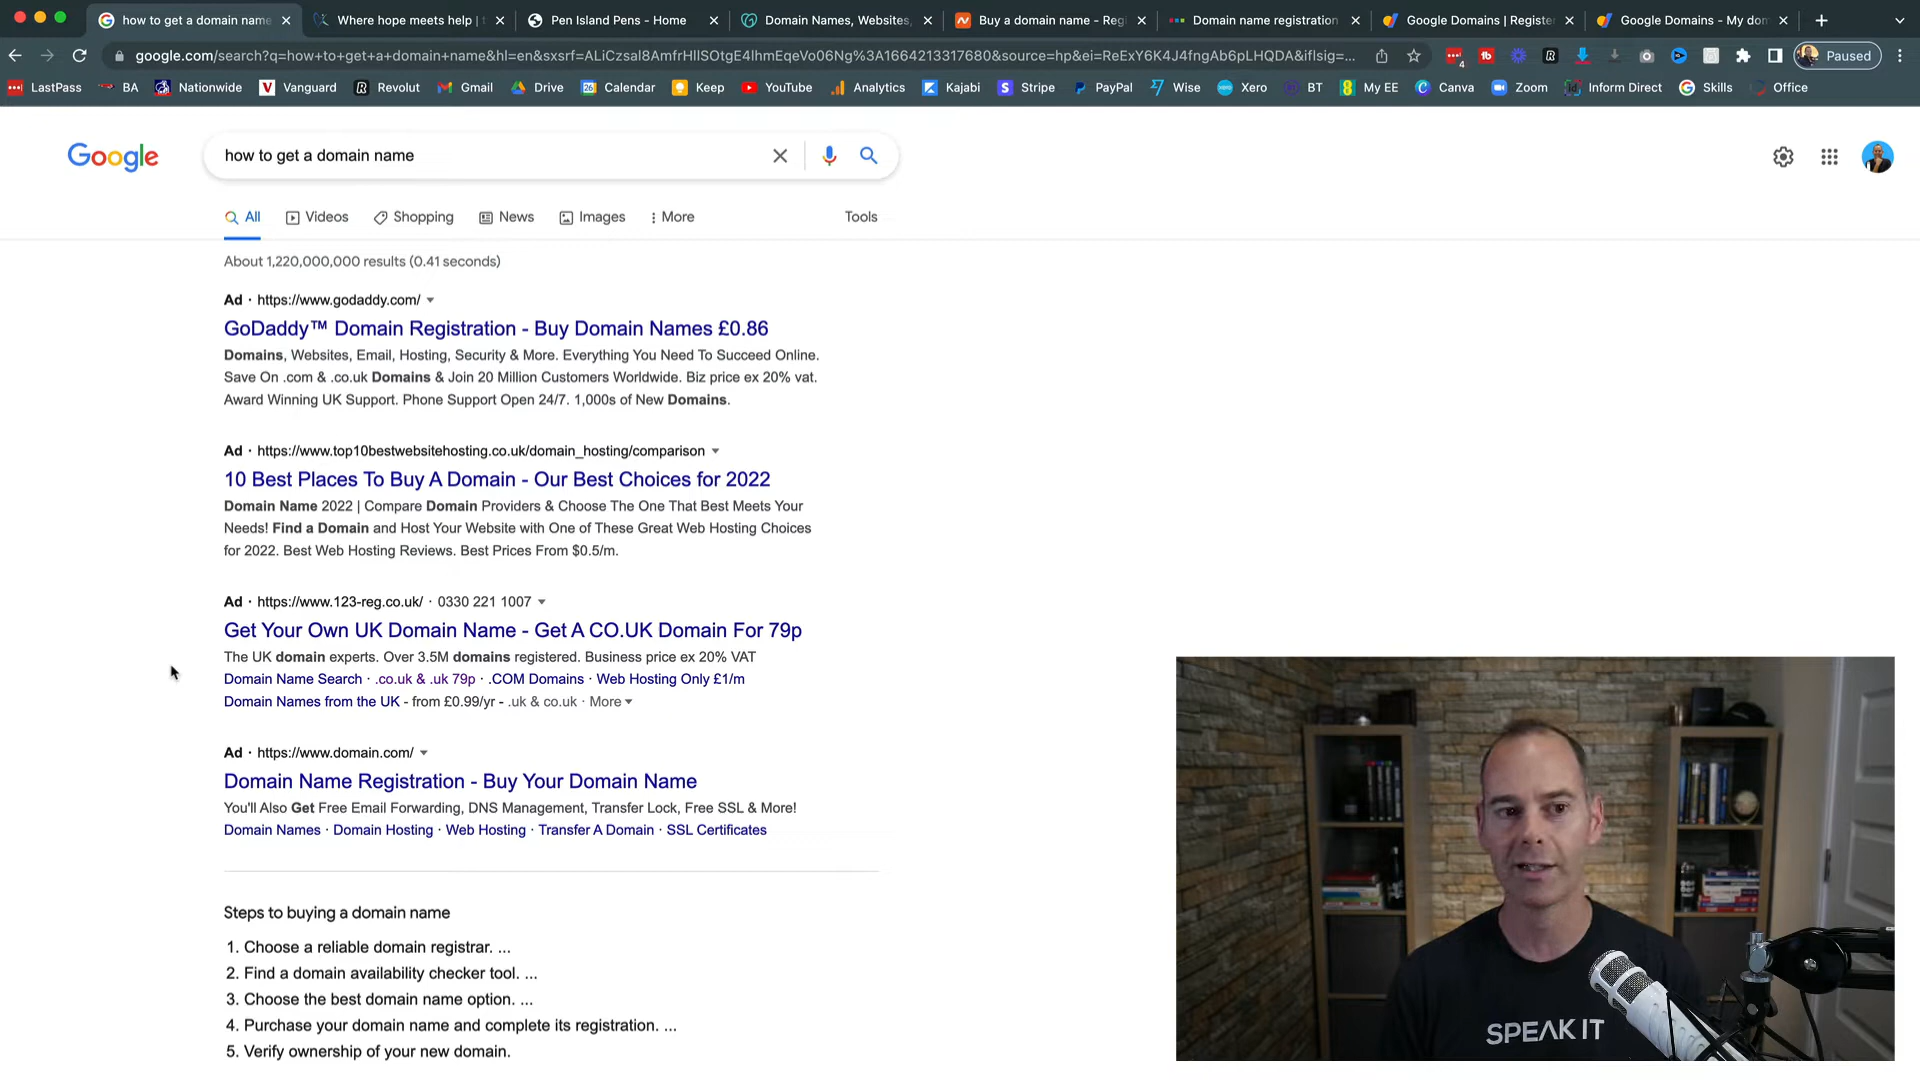 how to get a domain name
Where hope meets help |
Pen Island Pens - Home
Domain Names, Websites,
Buy a domain name - Reg
Domain name registration
Google Domains | Register
Google Domains - My dom
google.com/search?q=how+to+get+a+domain+name&hl=en&sxsrf=ALiCzsal8AmfrHllSOtgE4lhmEqeVo06Ng%3A1664213317680&source=hp&ei=ReExY6K4J4fngAb6pLHQDA&iflsig=...
4
Paused
LastPass
BA
Nationwide
Vanguard
Revolut
Gmail
Drive
Calendar
Keep
YouTube
Analytics
Kajabi
Stripe
PayPal
Wise
Xero
BT
My EE
Canva
Zoom
Inform Direct
Skills
Office
Google
how to get a domain name
All
Videos
Shopping
News
Images
More
Tools
About 1,220,000,000 results (0.41 seconds)
Ad · https://www.godaddy.com/
GoDaddy™ Domain Registration - Buy Domain Names £0.86
Domains, Websites, Email, Hosting, Security & More. Everything You Need To Succeed Online.
Save On .com & .co.uk Domains & Join 20 Million Customers Worldwide. Biz price ex 20% vat.
Award Winning UK Support. Phone Support Open 24/7. 1,000s of New Domains.
Ad · https://www.top10bestwebsitehosting.co.uk/domain_hosting/comparison
10 Best Places To Buy A Domain - Our Best Choices for 2022
Domain Name 2022 | Compare Domain Providers & Choose The One That Best Meets Your
Needs! Find a Domain and Host Your Website with One of These Great Web Hosting Choices
for 2022. Best Web Hosting Reviews. Best Prices From $0.5/m.
Ad · https://www.123-reg.co.uk/ · 0330 221 1007
Get Your Own UK Domain Name - Get A CO.UK Domain For 79p
The UK domain experts. Over 3.5M domains registered. Business price ex 20% VAT
Domain Name Search · .co.uk & .uk 79p · .COM Domains · Web Hosting Only £1/m
Domain Names from the UK - from £0.99/yr - .uk & co.uk · More
Ad · https://www.domain.com/
Domain Name Registration - Buy Your Domain Name
You'll Also Get Free Email Forwarding, DNS Management, Transfer Lock, Free SSL & More!
Domain Names · Domain Hosting · Web Hosting · Transfer A Domain · SSL Certificates
Steps to buying a domain name
1. Choose a reliable domain registrar. ...
2. Find a domain availability checker tool. ...
3. Choose the best domain name option. ...
4. Purchase your domain name and complete its registration. ...
5. Verify ownership of your new domain.
SPEAK IT